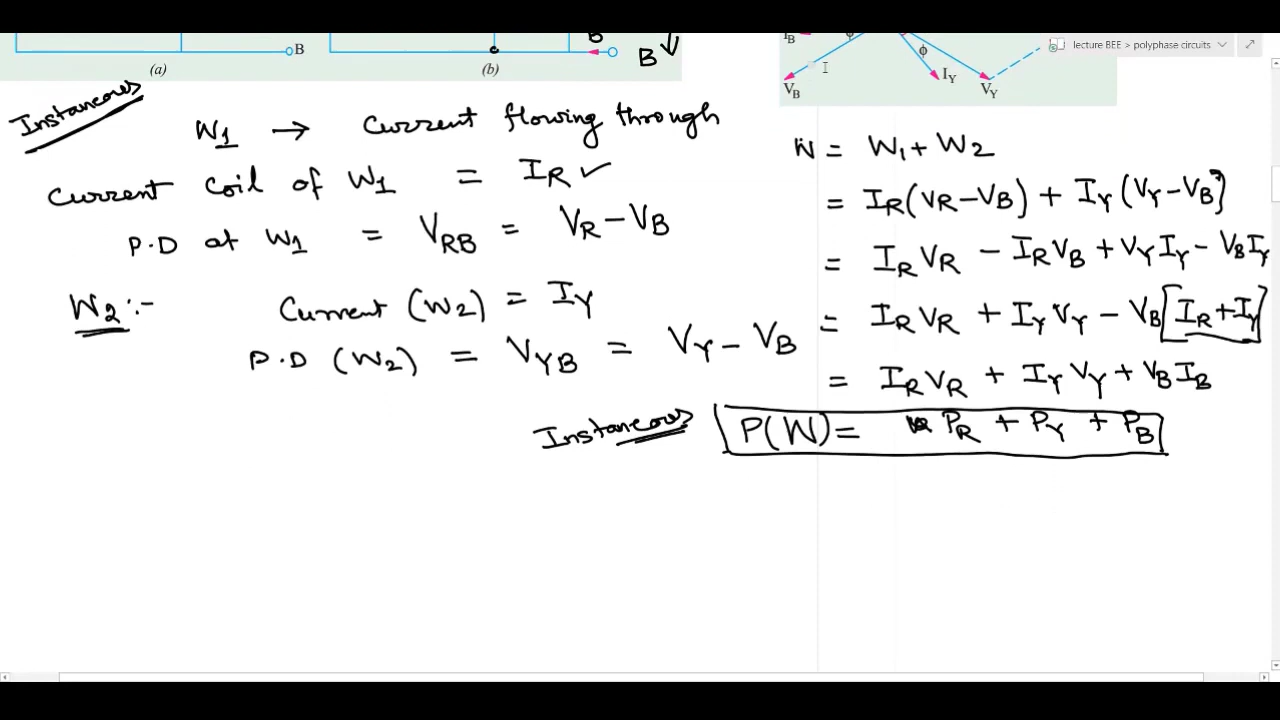 B
B
B ↓
(a)
(b)
I_B
ϕ
ϕ
V_B
I_Y
V_Y
lecture BEE > polyphase circuits
Instaneous
W1 → Current flowing through
Current coil of W1 = I_R ✓
P.D at W1 = V_RB = V_R - V_B
W2 :-
Current (W2) = I_Y
P.D (W2) = V_YB = V_Y - V_B
W = W1 + W2
= I_R(V_R - V_B) + I_Y(V_Y - V_B)
= I_R V_R - I_R V_B + V_Y I_Y - V_B I_Y
= I_R V_R + I_Y V_Y - V_B [I_R + I_Y]
= I_R V_R + I_Y V_Y + V_B I_B
Instaneous P(W) = P_R + P_Y + P_B